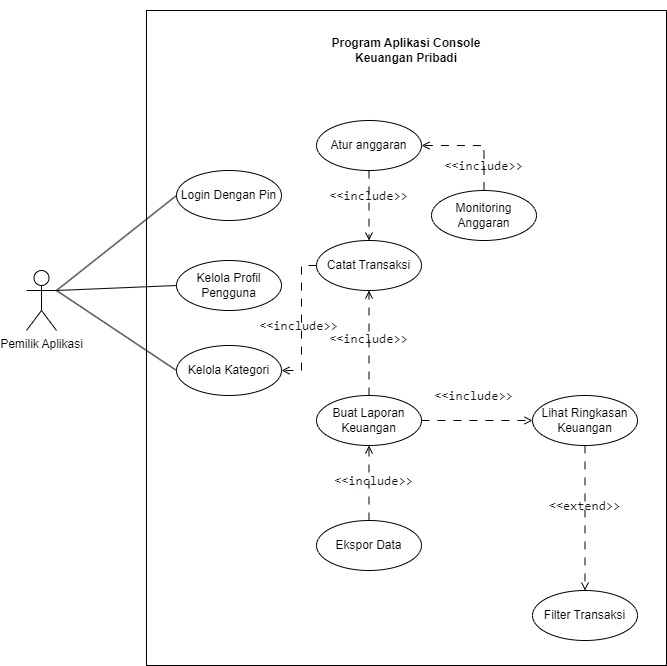 Program Aplikasi Console
Keuangan Pribadi
Atur anggaran
<<include>>
Login Dengan Pin
<<include>>
Monitoring
Anggaran
Catat Transaksi
Kelola Profil
Pengguna
<<include>>
<<include>>
Pemilik Aplikasi
Kelola Kategori
<<include>>
Buat Laporan
Keuangan
Lihat Ringkasan
Keuangan
<<include>>
<<extend>>
Ekspor Data
Filter Transaksi